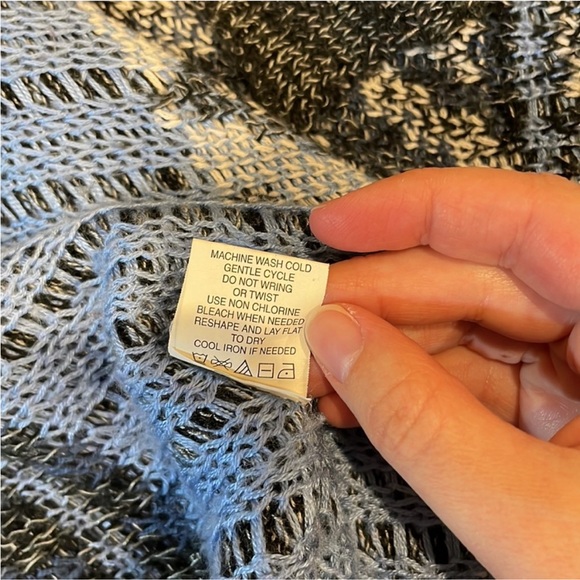 MACHINE WASH COLD
GENTLE CYCLE
DO NOT WRING
OR TWIST
USE NON CHLORINE
BLEACH WHEN NEEDED
RESHAPE AND LAY FLAT
TO DRY
COOL IRON IF NEEDED